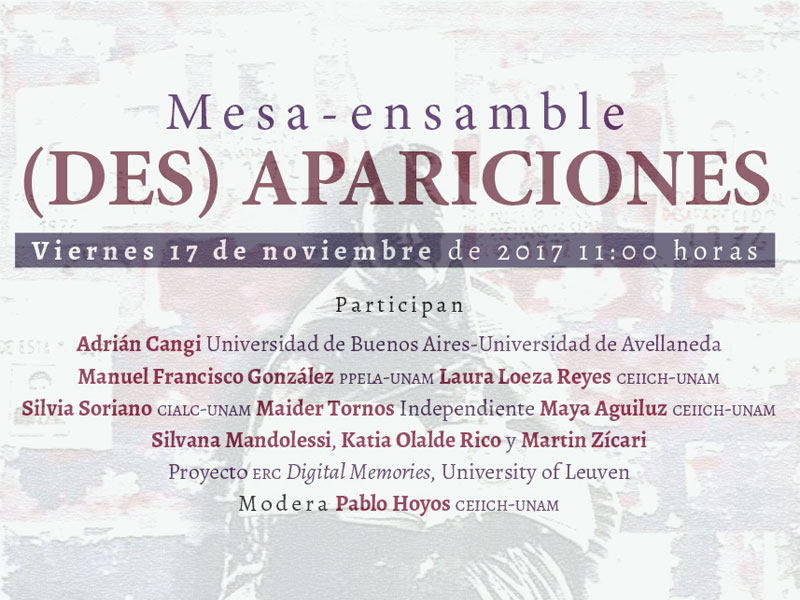 Mesa-ensamble
(DES) APARICIONES
Viernes 17 de noviembre de 2017 11:00 horas
Participan
Adrián Cangi Universidad de Buenos Aires-Universidad de Avellaneda
Manuel Francisco González PPELA-UNAM Laura Loeza Reyes CEIICH-UNAM
Silvia Soriano CIALC-UNAM Maider Tornos Independiente Maya Aguiluz CEIICH-UNAM
Silvana Mandolessi, Katia Olalde Rico y Martin Zícari
Proyecto ERC Digital Memories, University of Leuven
Modera Pablo Hoyos CEIICH-UNAM